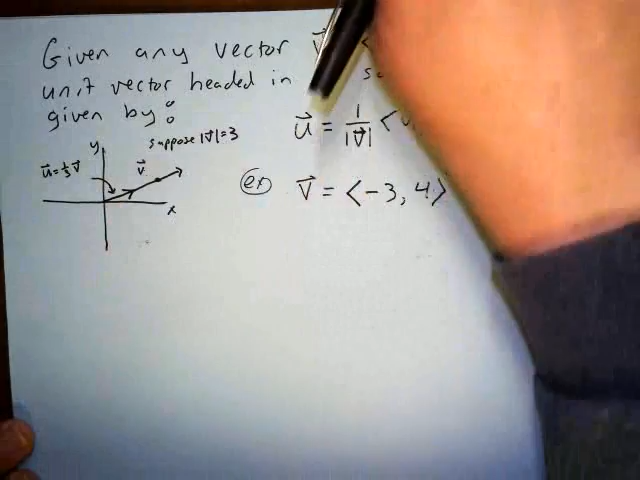 Given any vector v⃗ <
unit vector headed in
given by:
u⃗ = 1/|v⃗| <
suppose |v⃗|=3
y
u⃗=⅓v⃗
v⃗
x
ex v⃗ = <-3, 4>